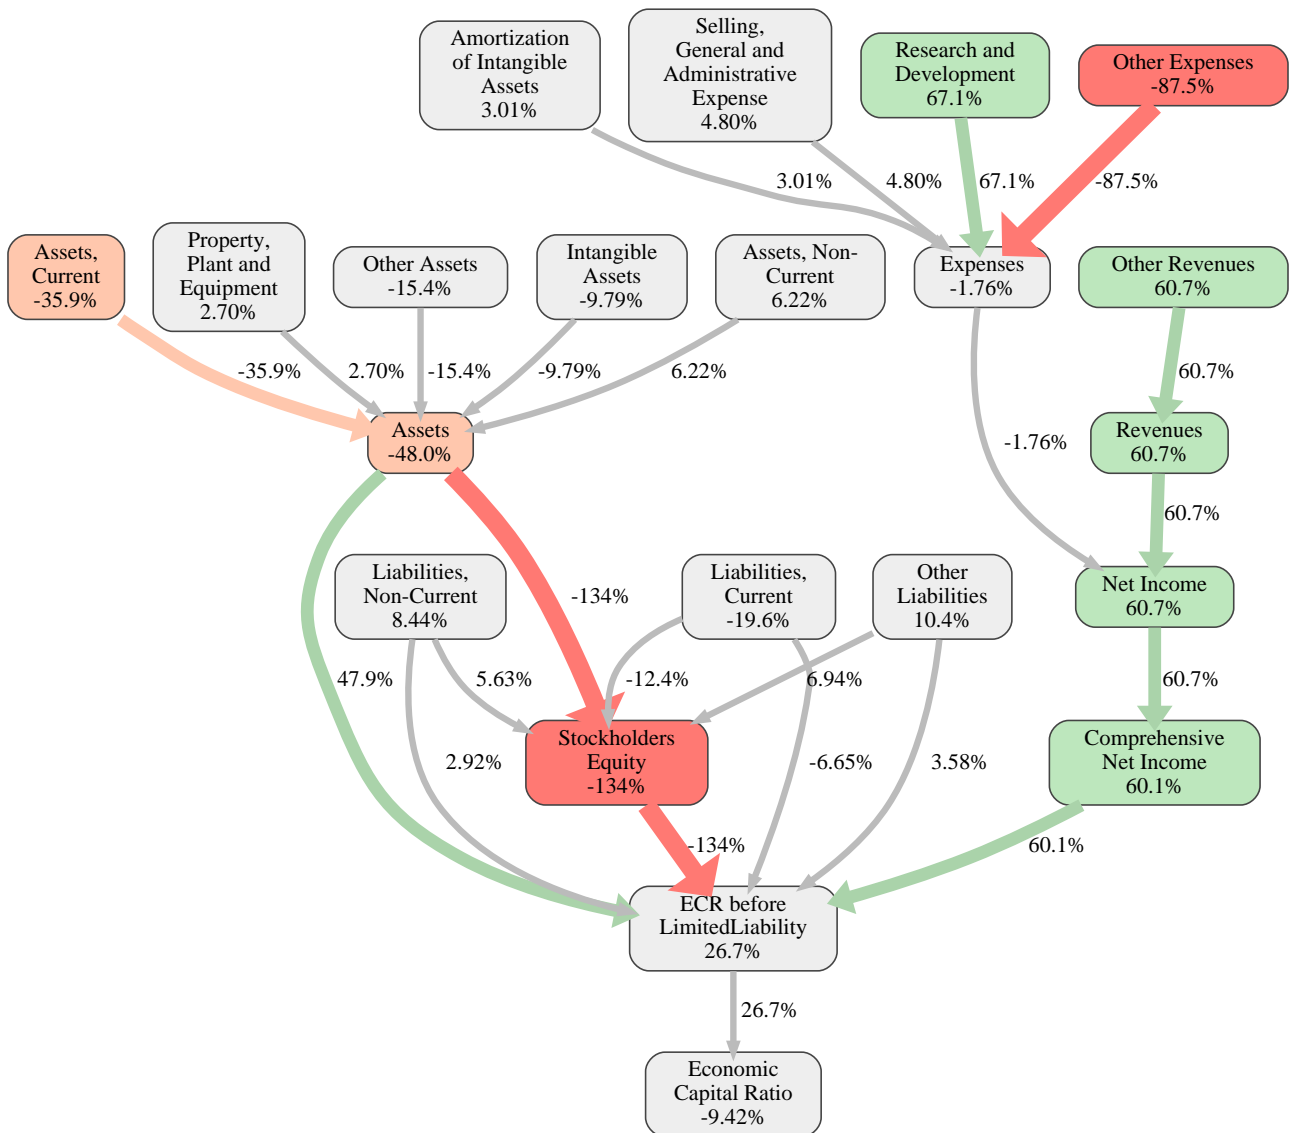 Amortization
of Intangible
Assets
3.01%
Selling,
General and
Administrative
Expense
4.80%
Research and
Development
67.1%
Other Expenses
-87.5%
3.01%
4.80%
67.1%
-87.5%
Assets,
Current
-35.9%
Property,
Plant and
Equipment
2.70%
Other Assets
-15.4%
Intangible
Assets
-9.79%
Assets, Non-
Current
6.22%
Expenses
-1.76%
Other Revenues
60.7%
-35.9%
2.70%
-15.4%
-9.79%
6.22%
60.7%
Assets
-48.0%
-1.76%
Revenues
60.7%
60.7%
Liabilities,
Non-Current
8.44%
-134%
Liabilities,
Current
-19.6%
Other
Liabilities
10.4%
Net Income
60.7%
47.9%
5.63%
-12.4%
6.94%
60.7%
2.92%
Stockholders
Equity
-134%
-6.65%
3.58%
Comprehensive
Net Income
60.1%
-134%
60.1%
ECR before
LimitedLiability
26.7%
26.7%
Economic
Capital Ratio
-9.42%